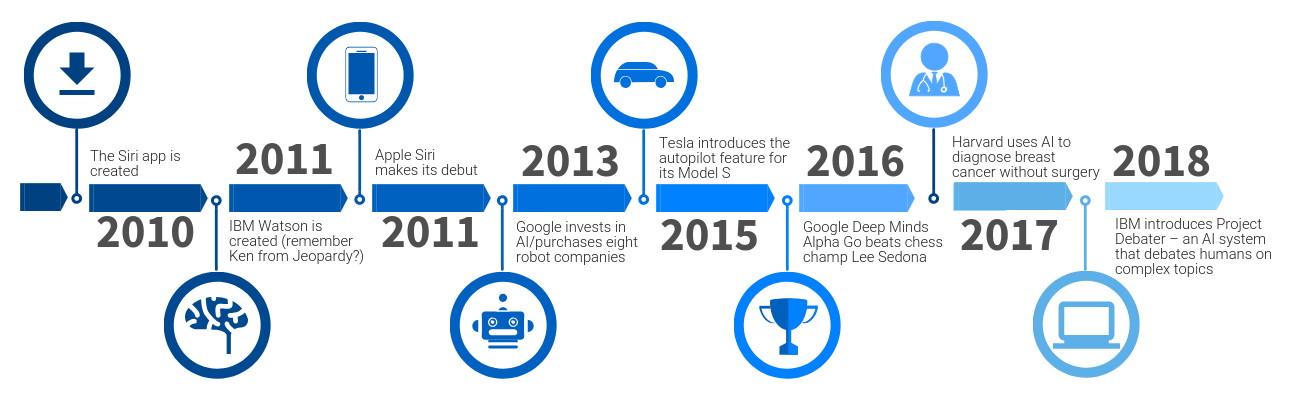 The Siri app is
created
2010
2011
IBM Watson is
created (remember
Ken from Jeopardy?)
Apple Siri
makes its debut
2011
2013
Google invests in
AI/purchases eight
robot companies
Tesla introduces the
autopilot feature for
its Model S
2015
2016
Google Deep Minds
Alpha Go beats chess
champ Lee Sedona
Harvard uses AI to
diagnose breast
cancer without surgery
2017
2018
IBM introduces Project
Debater – an AI system
that debates humans on
complex topics